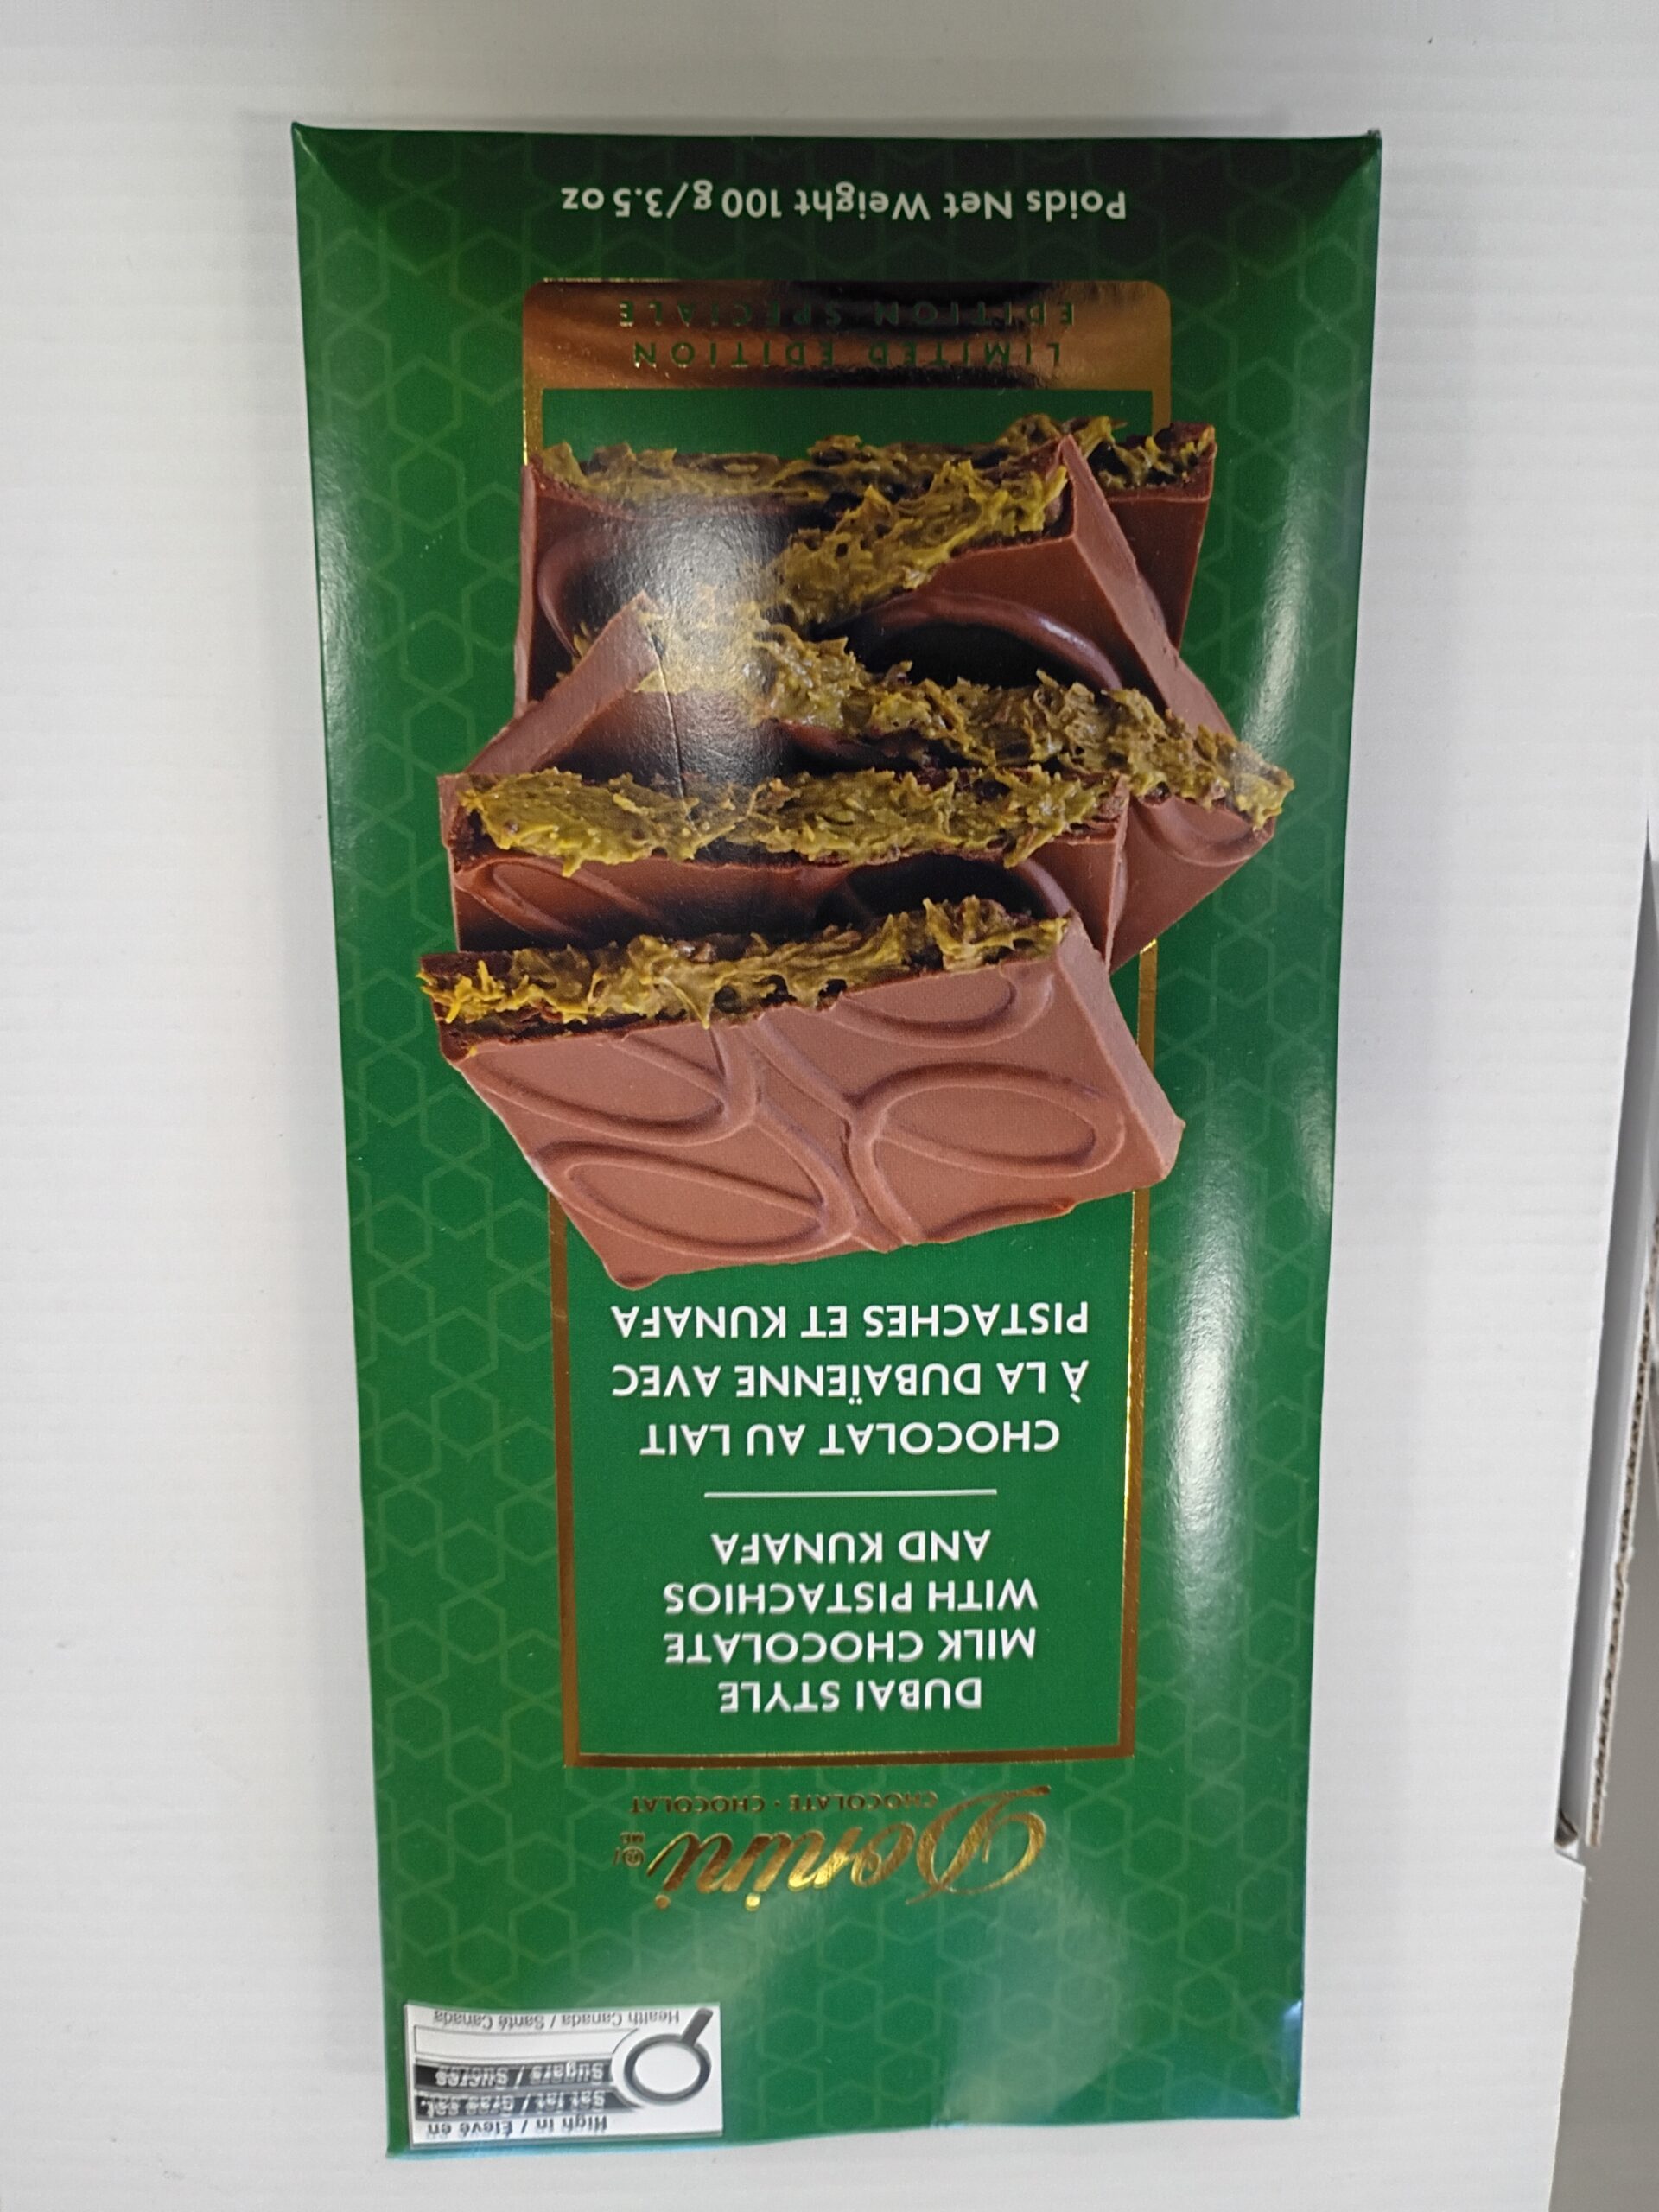 High in / Élevé en
Sat fat / Gras sat.
Sugars / Sucres
Health Canada / Santé Canada
Donini
CHOCOLATE · CHOCOLAT
DUBAI STYLE
MILK CHOCOLATE
WITH PISTACHIOS
AND KUNAFA
CHOCOLAT AU LAIT
À LA DUBAÏENNE AVEC
PISTACHES ET KUNAFA
LIMITED EDITION
EDITION SPECIALE
Poids Net Weight 100 g/3.5 oz